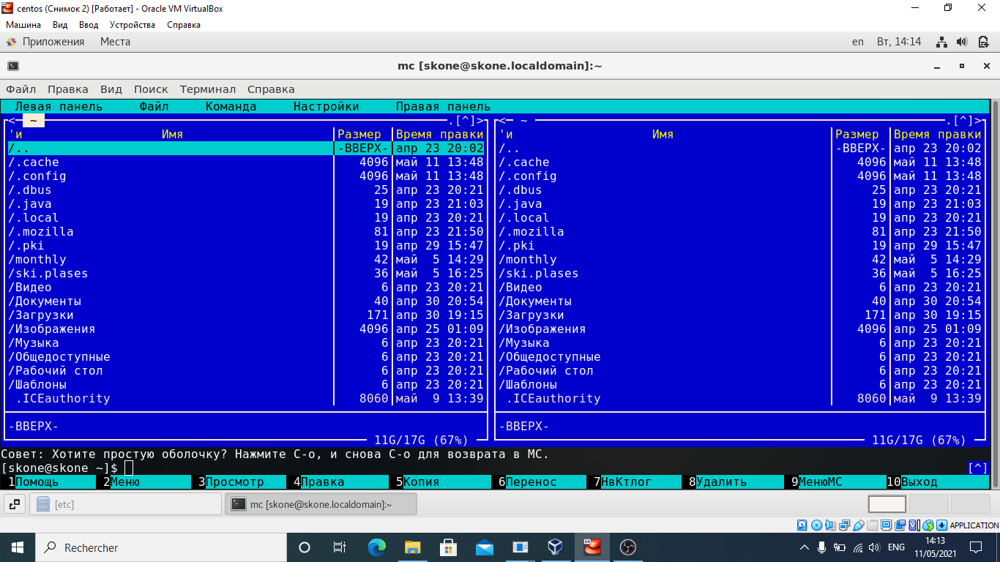 centos (Снимок 2) [Работает] - Oracle VM VirtualBox
Машина Вид Ввод Устройства Справка
Приложения Места en Вт, 14:14
mc [skone@skone.localdomain]:~
Файл Правка Вид Поиск Терминал Справка
Левая панель Файл Команда Настройки Правая панель
<─ ~ .[^]> <─ ~ .[^]>
'и Имя Размер Время правки 'и Имя Размер Время правки
/.. -ВВЕРХ- апр 23 20:02 /.. -ВВЕРХ- апр 23 20:02
/.cache 4096 май 11 13:48 /.cache 4096 май 11 13:48
/.config 4096 май 11 13:48 /.config 4096 май 11 13:48
/.dbus 25 апр 23 20:21 /.dbus 25 апр 23 20:21
/.java 19 апр 23 21:03 /.java 19 апр 23 21:03
/.local 19 апр 23 20:21 /.local 19 апр 23 20:21
/.mozilla 81 апр 23 21:50 /.mozilla 81 апр 23 21:50
/.pki 19 апр 29 15:47 /.pki 19 апр 29 15:47
/monthly 42 май 5 14:29 /monthly 42 май 5 14:29
/ski.plases 36 май 5 16:25 /ski.plases 36 май 5 16:25
/Видео 6 апр 23 20:21 /Видео 6 апр 23 20:21
/Документы 40 апр 30 20:54 /Документы 40 апр 30 20:54
/Загрузки 171 апр 30 19:15 /Загрузки 171 апр 30 19:15
/Изображения 4096 апр 25 01:09 /Изображения 4096 апр 25 01:09
/Музыка 6 апр 23 20:21 /Музыка 6 апр 23 20:21
/Общедоступные 6 апр 23 20:21 /Общедоступные 6 апр 23 20:21
/Рабочий стол 6 апр 23 20:21 /Рабочий стол 6 апр 23 20:21
/Шаблоны 6 апр 23 20:21 /Шаблоны 6 апр 23 20:21
.ICEauthority 8060 май 9 13:39 .ICEauthority 8060 май 9 13:39
-ВВЕРХ- -ВВЕРХ-
11G/17G (67%) 11G/17G (67%)
Совет: Хотите простую оболочку? Нажмите C-o, и снова C-o для возврата в MC.
[skone@skone ~]$ [^]
1Помощь 2Меню 3Просмотр 4Правка 5Копия 6Перенос 7НвКтлог 8Удалить 9МенюМС 10Выход
[etc] mc [skone@skone.localdomain]:~
APPLICATION
Rechercher ENG 14:13
11/05/2021